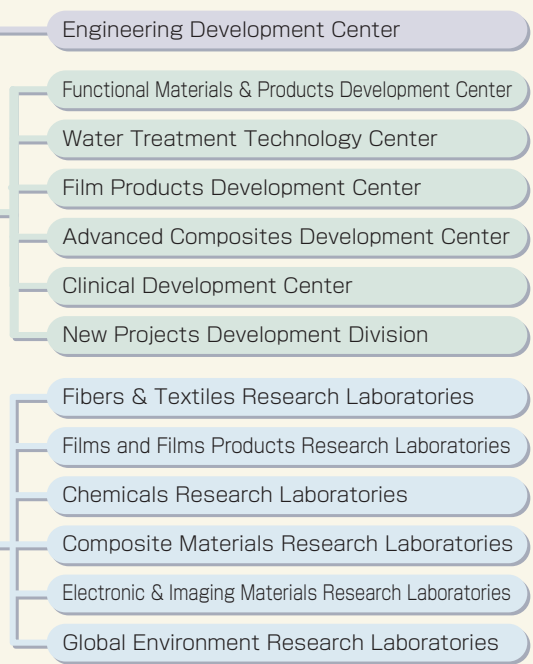 Engineering Development Center
Functional Materials & Products Development Center
Water Treatment Technology Center
Film Products Development Center
Advanced Composites Development Center
Clinical Development Center
New Projects Development Division
Fibers & Textiles Research Laboratories
Films and Films Products Research Laboratories
Chemicals Research Laboratories
Composite Materials Research Laboratories
Electronic & Imaging Materials Research Laboratories
Global Environment Research Laboratories